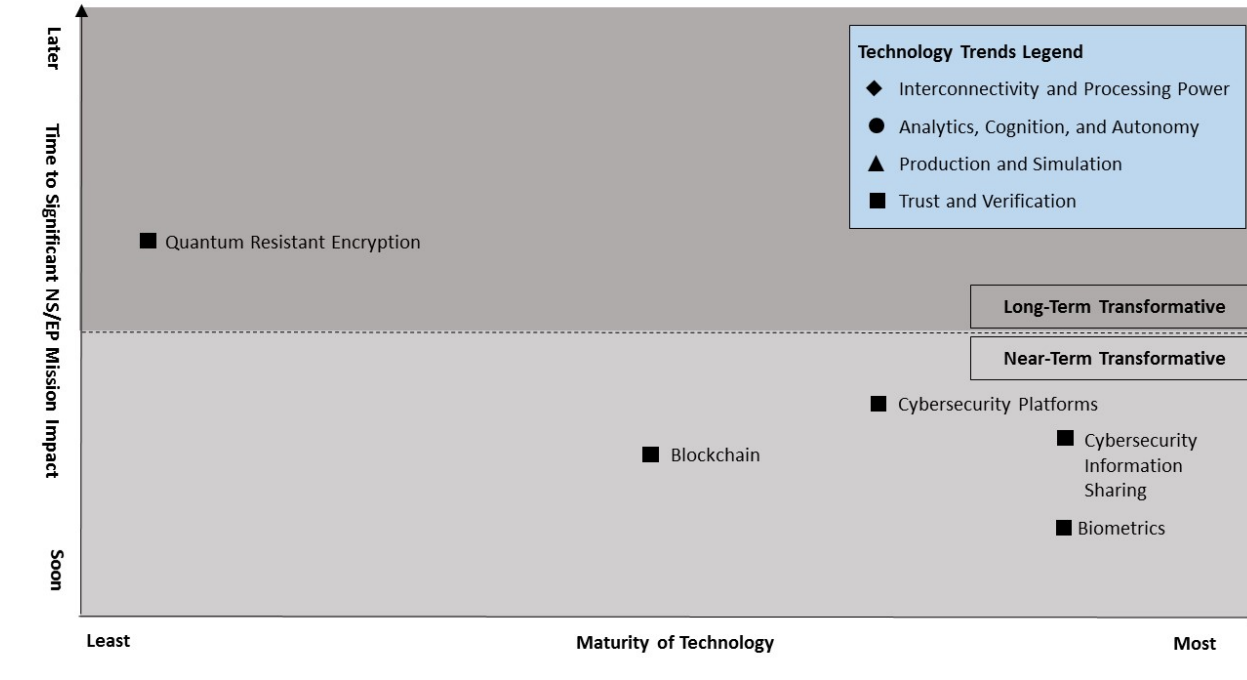 Later
Time to Significant NS/EP Mission Impact
Soon
Technology Trends Legend
Interconnectivity and Processing Power
Analytics, Cognition, and Autonomy
Production and Simulation
Trust and Verification
Quantum Resistant Encryption
Long-Term Transformative
Near-Term Transformative
Cybersecurity Platforms
Cybersecurity
Information
Sharing
Blockchain
Biometrics
Least
Maturity of Technology
Most